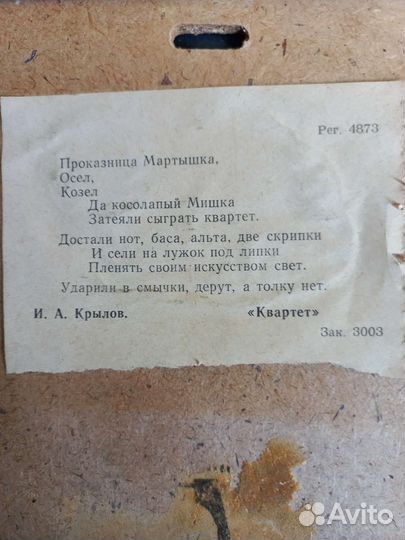 Рег. 4873
Проказница Мартышка,
Осел,
Козел
Да косолапый Мишка
Затеяли сыграть квартет.
Достали нот, баса, альта, две скрипки
И сели на лужок под липки
Пленять своим искусством свет.
Ударили в смычки, дерут, а толку нет.
И. А. Крылов. «Квартет»
Зак. 3003
Avito